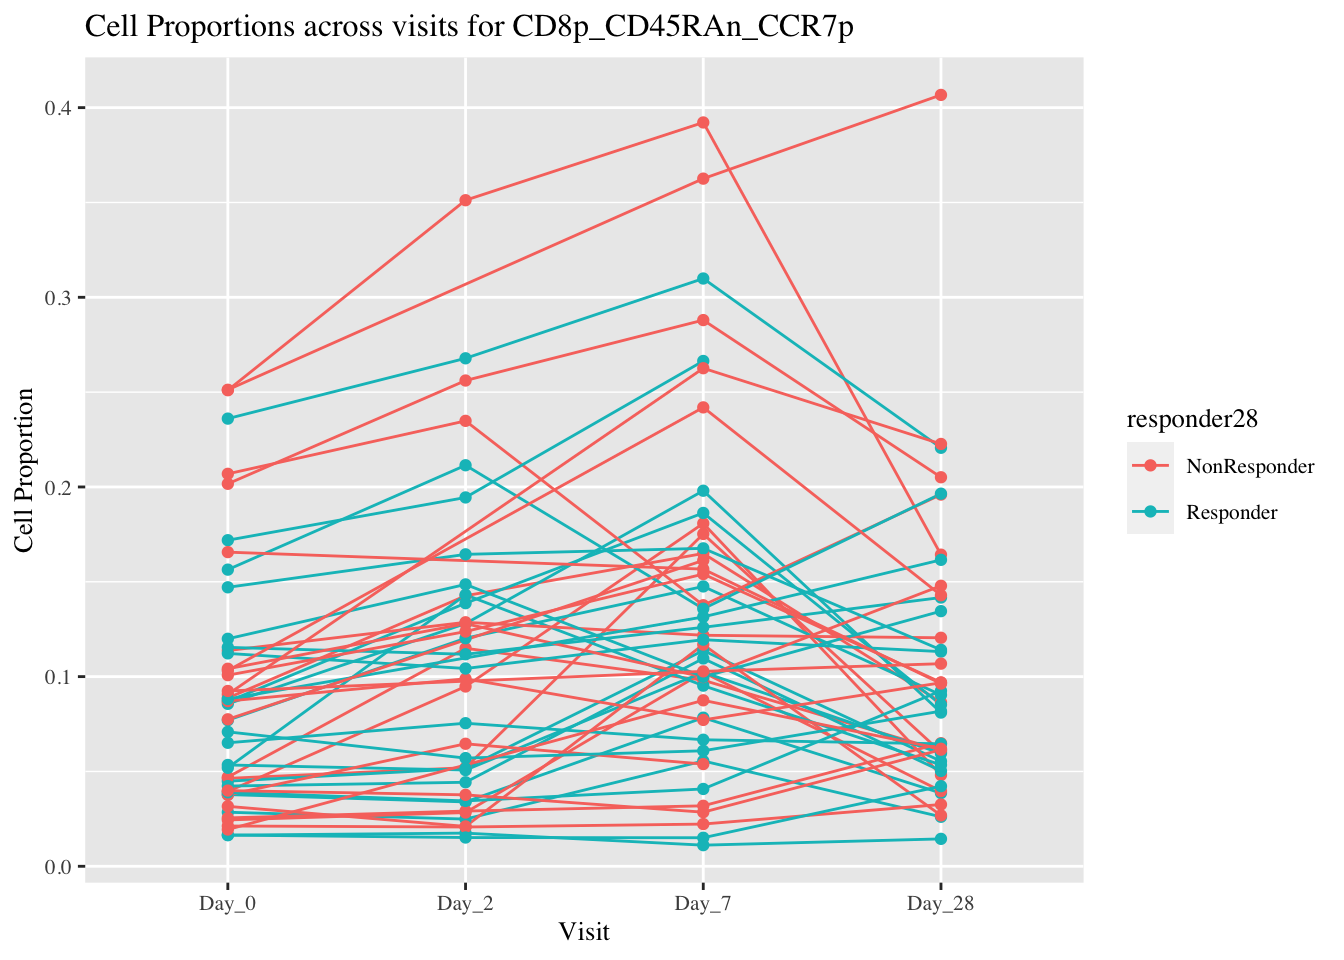 Cell Proportions across visits for CD8p_CD45RAn_CCR7p
0.4
0.3
0.2
0.1
0.0
Cell Proportion
Day_0
Day_2
Day_7
Day_28
Visit
responder28
NonResponder
Responder